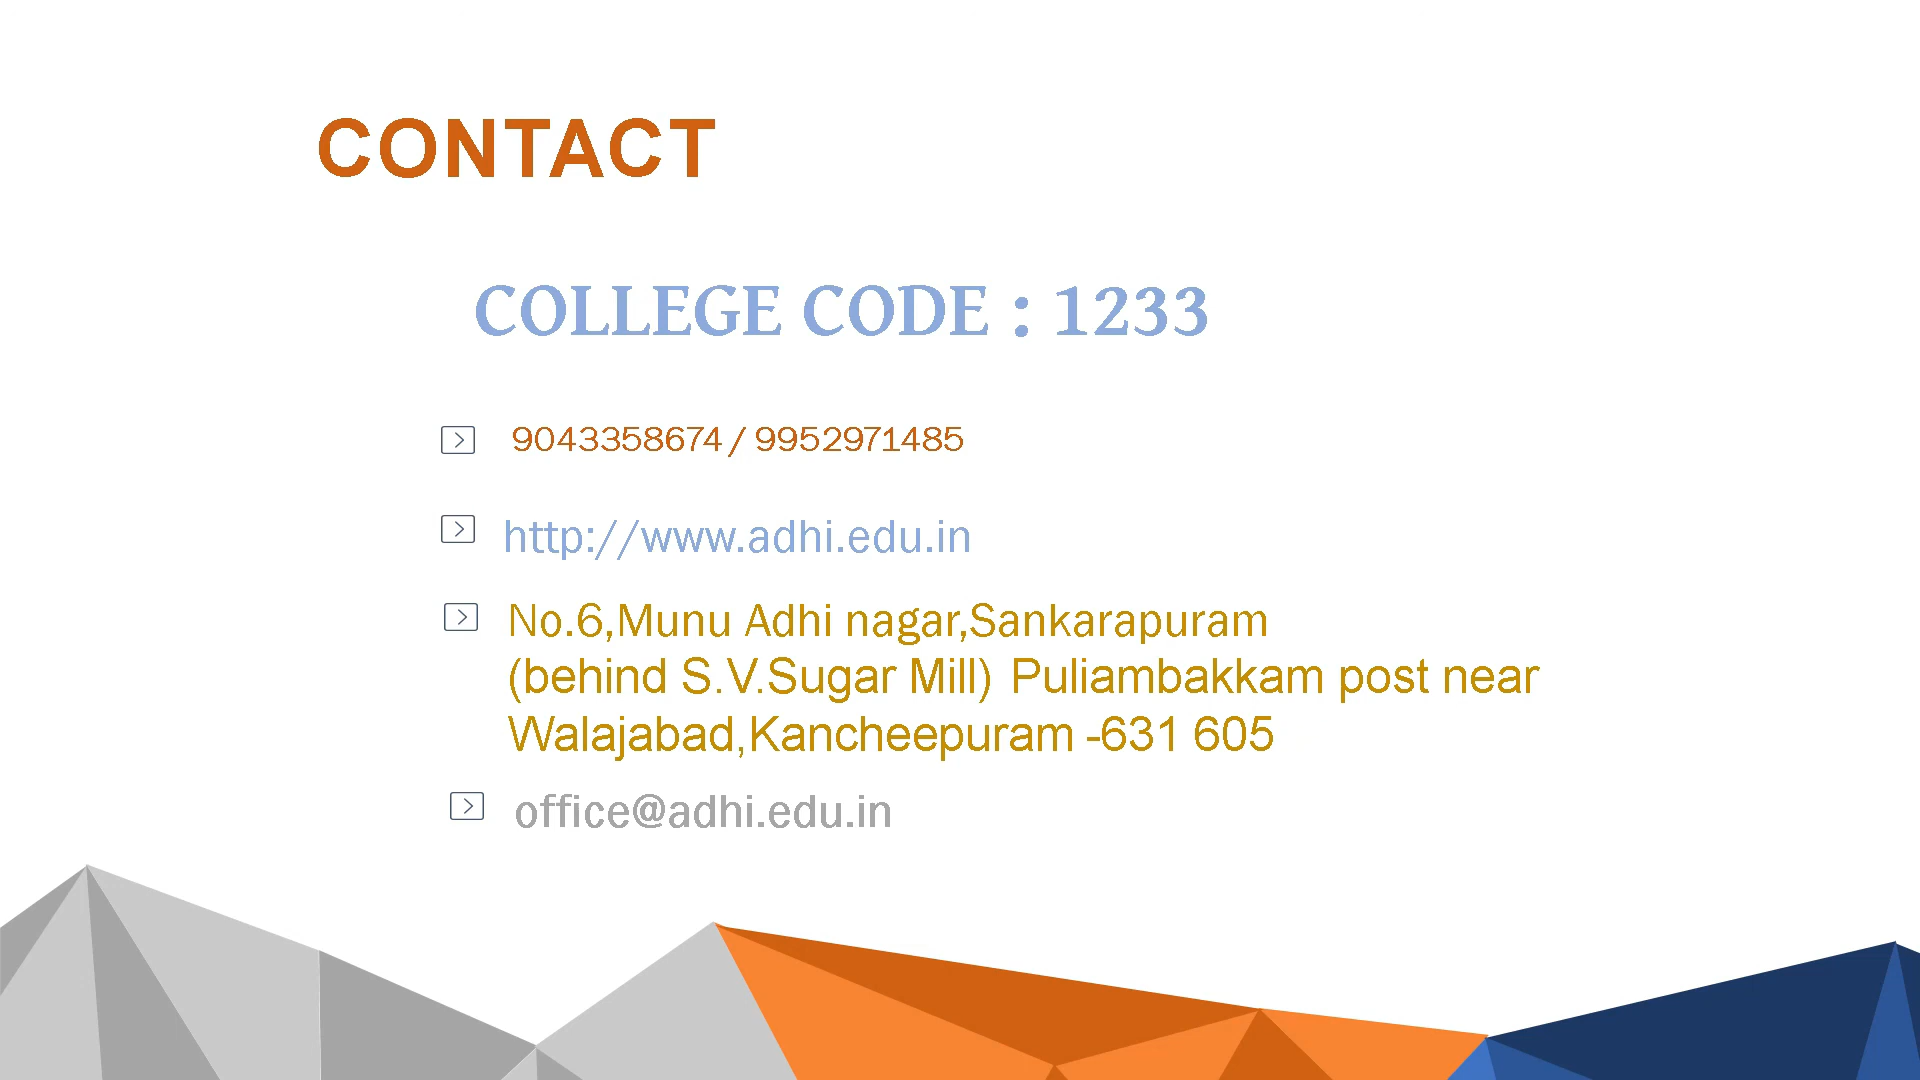 CONTACT
COLLEGE CODE : 1233
9043358674 / 9952971485
http://www.adhi.edu.in
No.6,Munu Adhi nagar,Sankarapuram
(behind S.V.Sugar Mill) Puliambakkam post near
Walajabad,Kancheepuram -631 605
office@adhi.edu.in